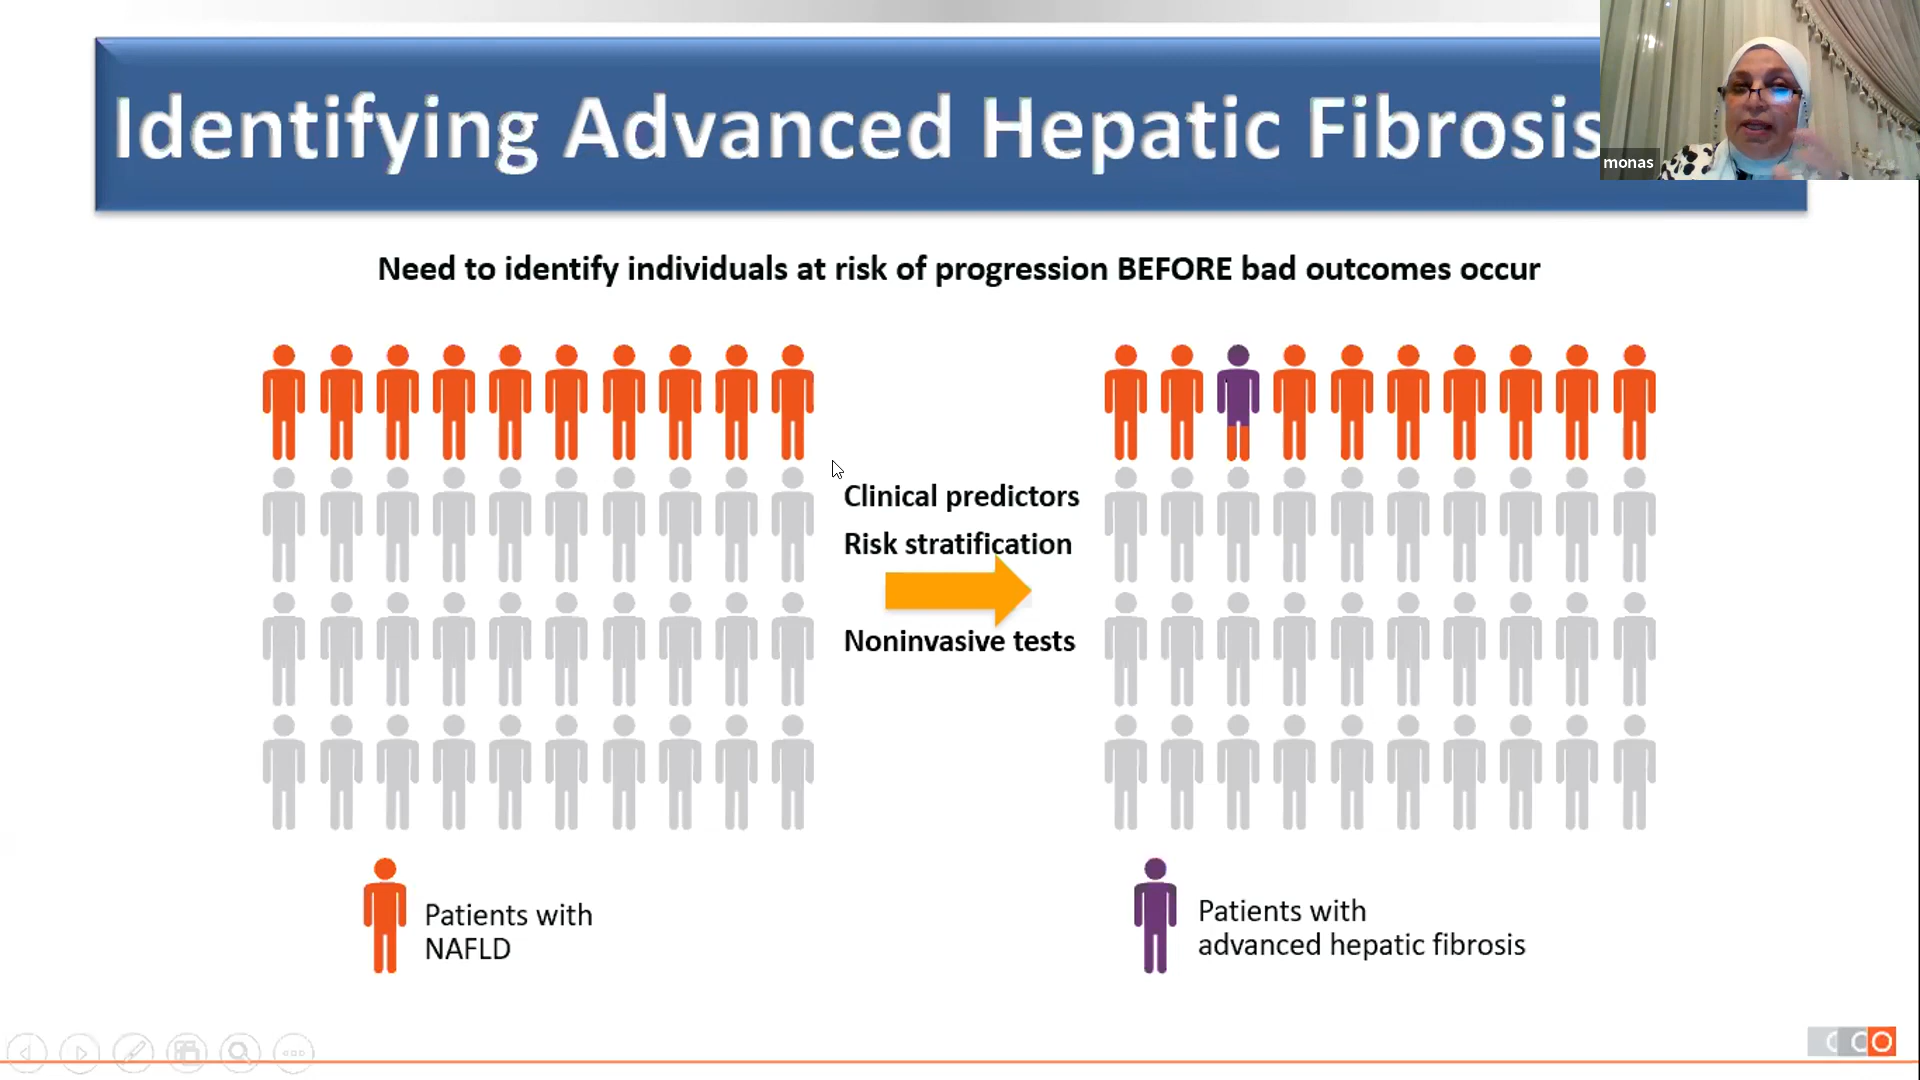 Identifying Advanced Hepatic Fibrosis
monas
Need to identify individuals at risk of progression BEFORE bad outcomes occur
Clinical predictors
Risk stratification
Noninvasive tests
Patients with
NAFLD
Patients with
advanced hepatic fibrosis
CCO